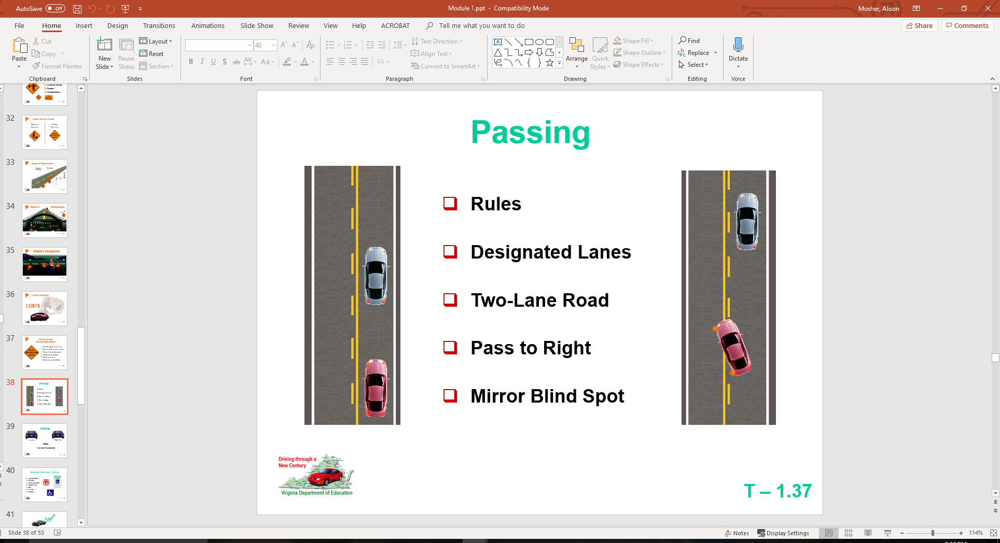 AutoSave Off
Module 1.ppt - Compatibility Mode
Mosher, Alison
File Home Insert Design Transitions Animations Slide Show Review View Help ACROBAT Tell me what you want to do
Share Comments
Paste
Cut
Copy
Format Painter
Clipboard
New Slide
Reuse Slides
Layout
Reset
Section
Slides
40
Font
Text Direction
Align Text
Convert to SmartArt
Paragraph
Arrange
Quick Styles
Shape Fill
Shape Outline
Shape Effects
Drawing
Find
Replace
Select
Editing
Dictate
Voice
32
33
34
35
Worker's Perspective
36
CO$T$
37
38
Passing
39
Turning
40
41
Passing
Rules
Designated Lanes
Two-Lane Road
Pass to Right
Mirror Blind Spot
Driving through a
New Century
Virginia Department of Education
T – 1.37
Slide 38 of 55
Notes Display Settings 114%